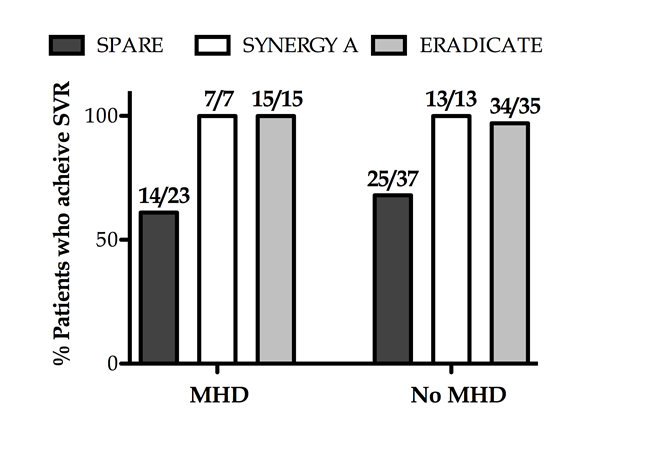 SPARE SYNERGY A ERADICATE
% Patients who acheive SVR
100
50
0
14/23
7/7
15/15
25/37
13/13
34/35
MHD
No MHD